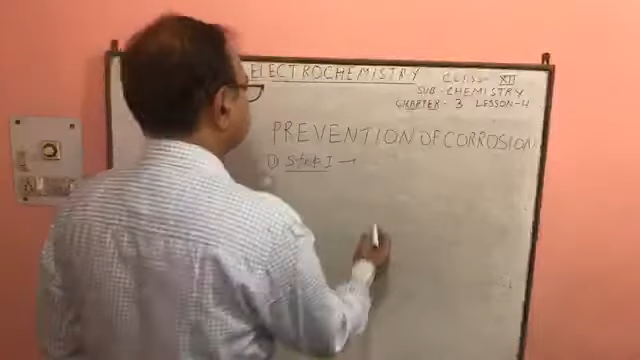 ELECTROCHEMISTRY CLASS XII
SUB - CHEMISTRY
CHAPTER - 3 LESSON-4
PREVENTION OF CORROSION
① Step I →